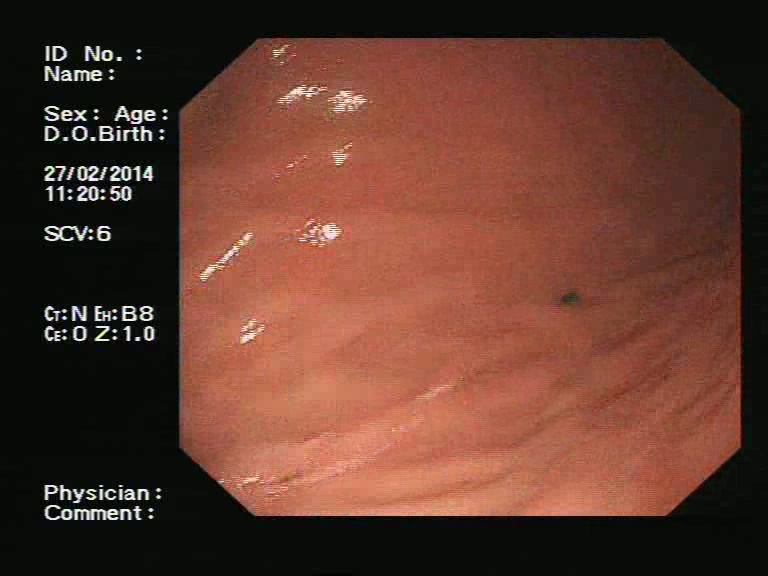 ID No. :
Name:
Sex: Age:
D.O.Birth:
27/02/2014
11:20:50
SCV:6
CT:N EH:B8
CE:0 Z:1.0
Physician:
Comment: